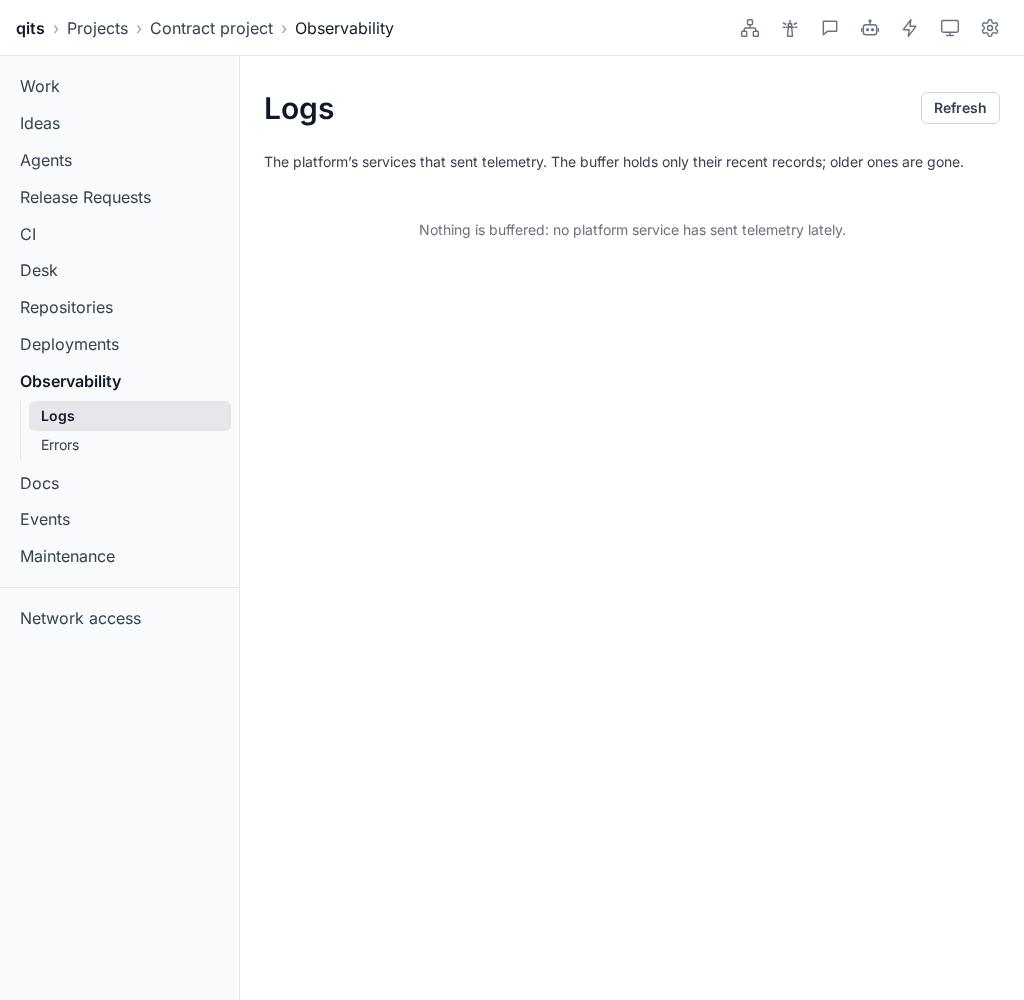 qits › Projects › Contract project › Observability
Work
Ideas
Agents
Release Requests
CI
Desk
Repositories
Deployments
Observability
Logs
Errors
Docs
Events
Maintenance
Network access
Logs
Refresh
The platform’s services that sent telemetry. The buffer holds only their recent records; older ones are gone.
Nothing is buffered: no platform service has sent telemetry lately.